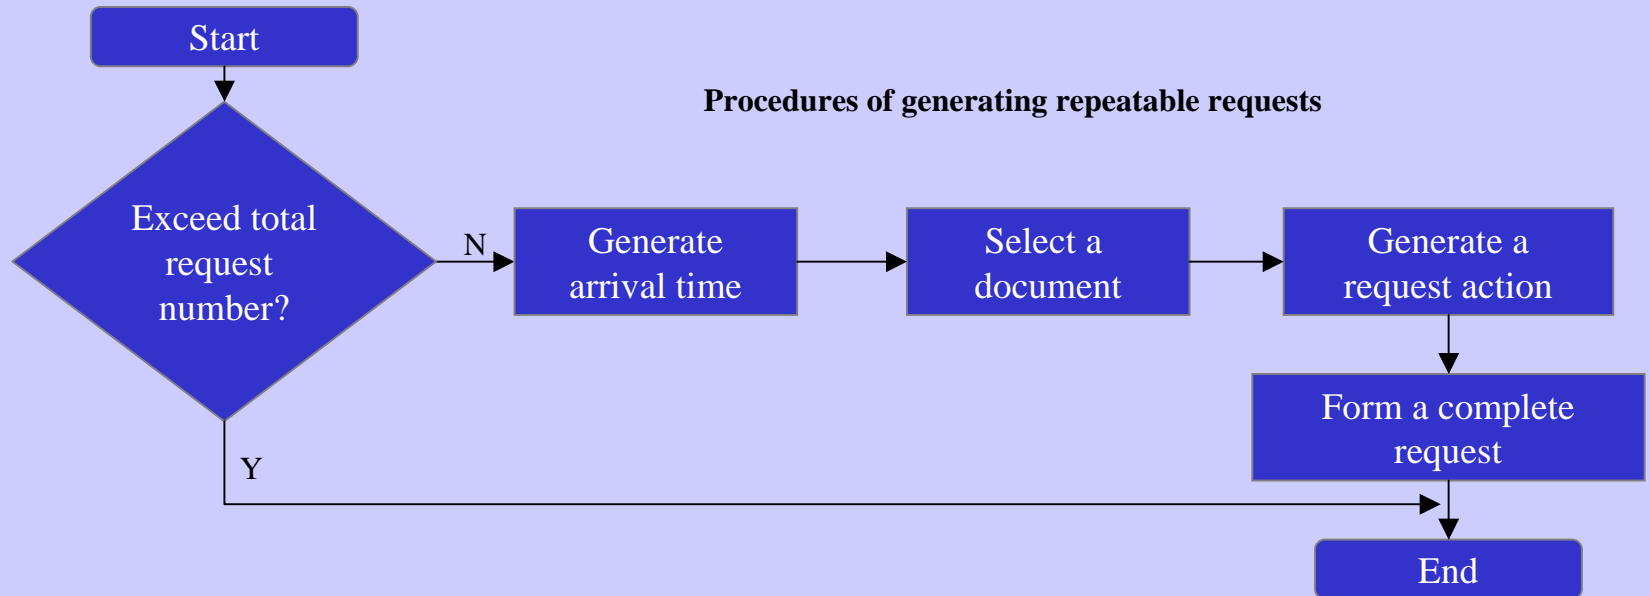 Start
Procedures of generating repeatable requests
Exceed total
request
number?
N
Generate
arrival time
Select a
document
Generate a
request action
Form a complete
request
Y
End